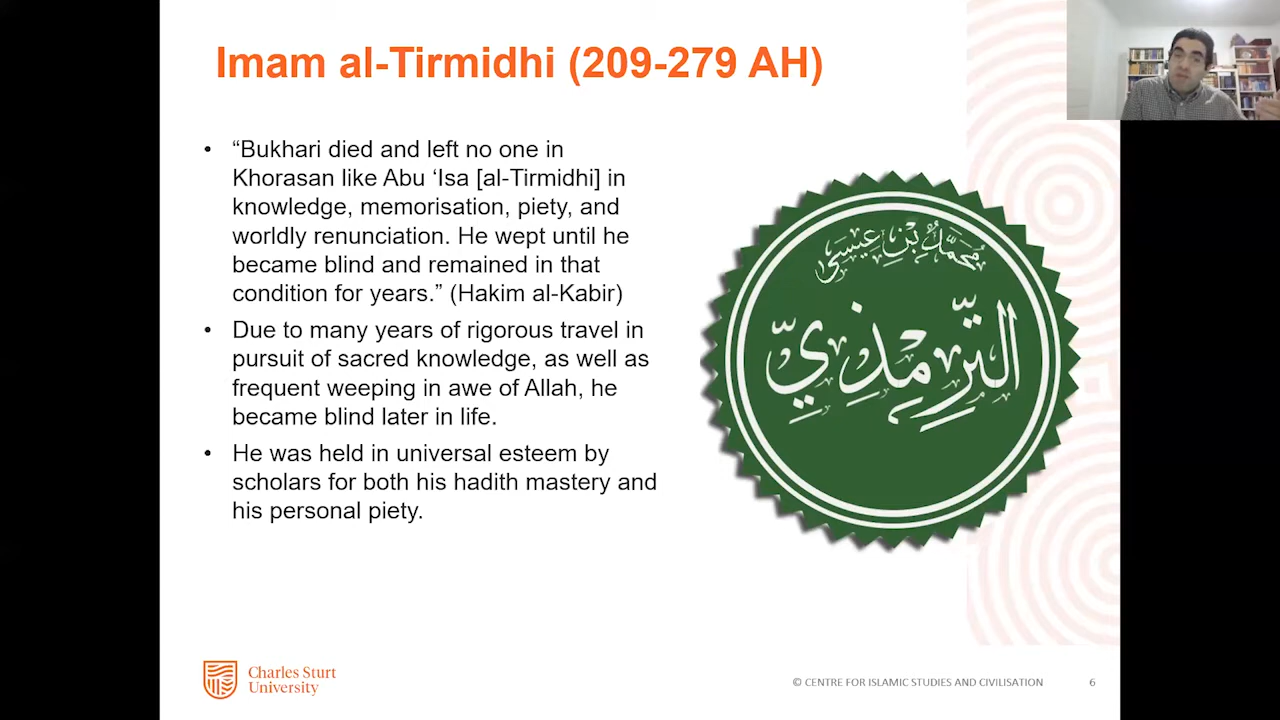 Imam al-Tirmidhi (209-279 AH)
• “Bukhari died and left no one in
Khorasan like Abu ‘Isa [al-Tirmidhi] in
knowledge, memorisation, piety, and
worldly renunciation. He wept until he
became blind and remained in that
condition for years.” (Hakim al-Kabir)
• Due to many years of rigorous travel in
pursuit of sacred knowledge, as well as
frequent weeping in awe of Allah, he
became blind later in life.
• He was held in universal esteem by
scholars for both his hadith mastery and
his personal piety.
مُحَمَّدُ بْنِ عِيسَى
التِّرْمِذِيّ
Charles Sturt
University
© CENTRE FOR ISLAMIC STUDIES AND CIVILISATION
6